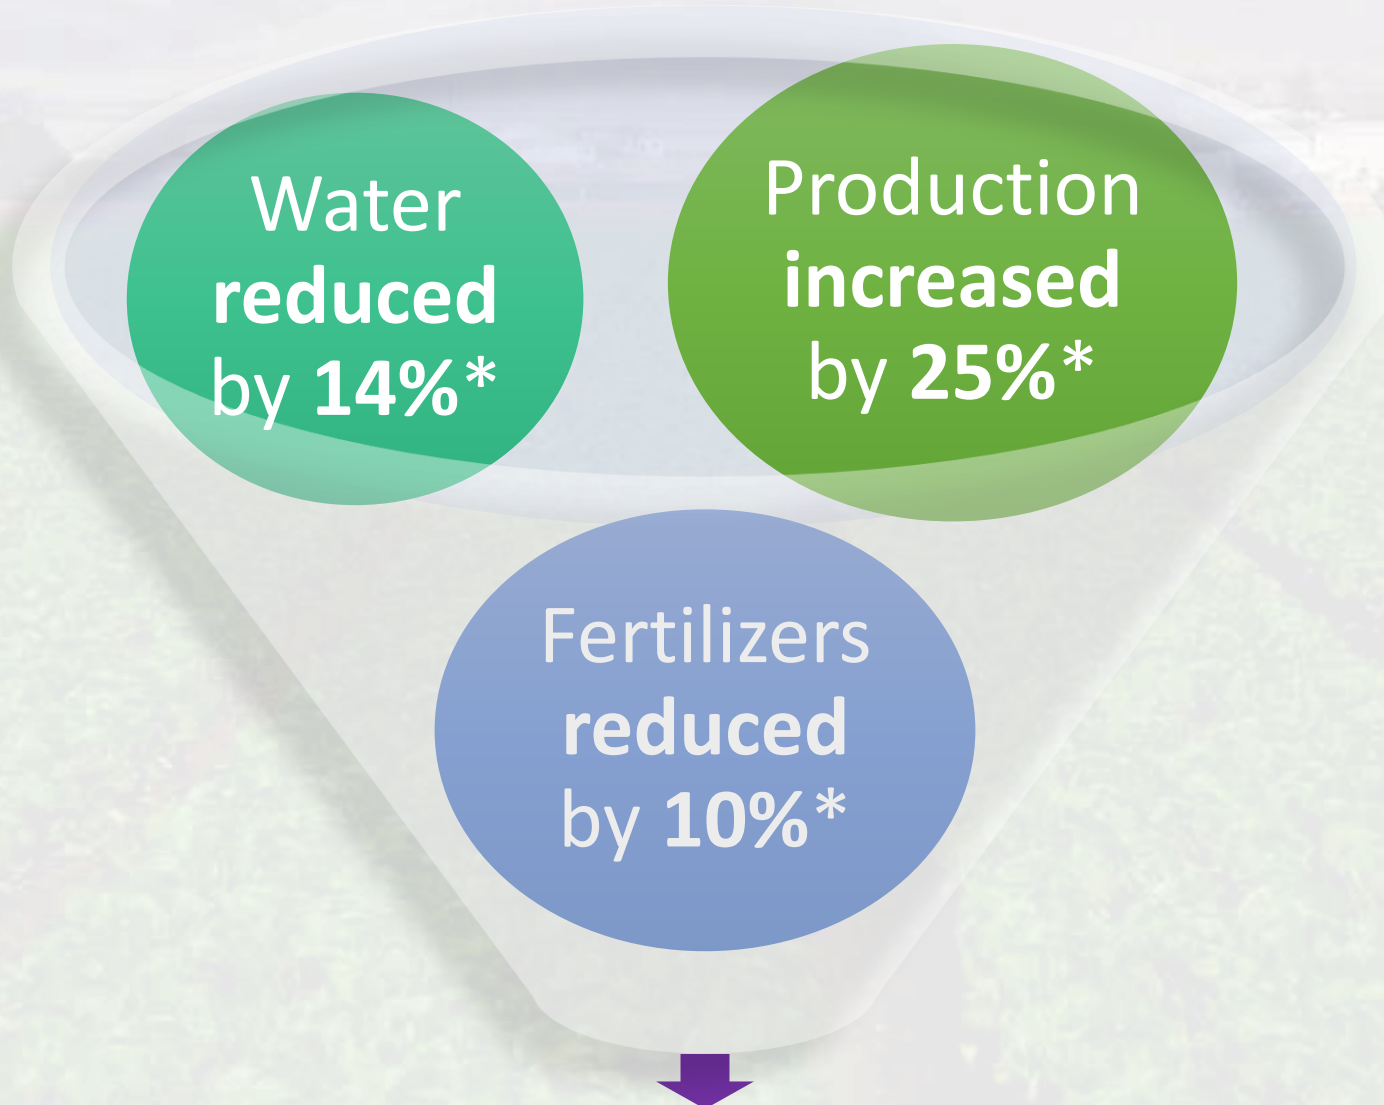 Water
reduced
by 14%*
Production
increased
by 25%*
Fertilizers
reduced
by 10%*